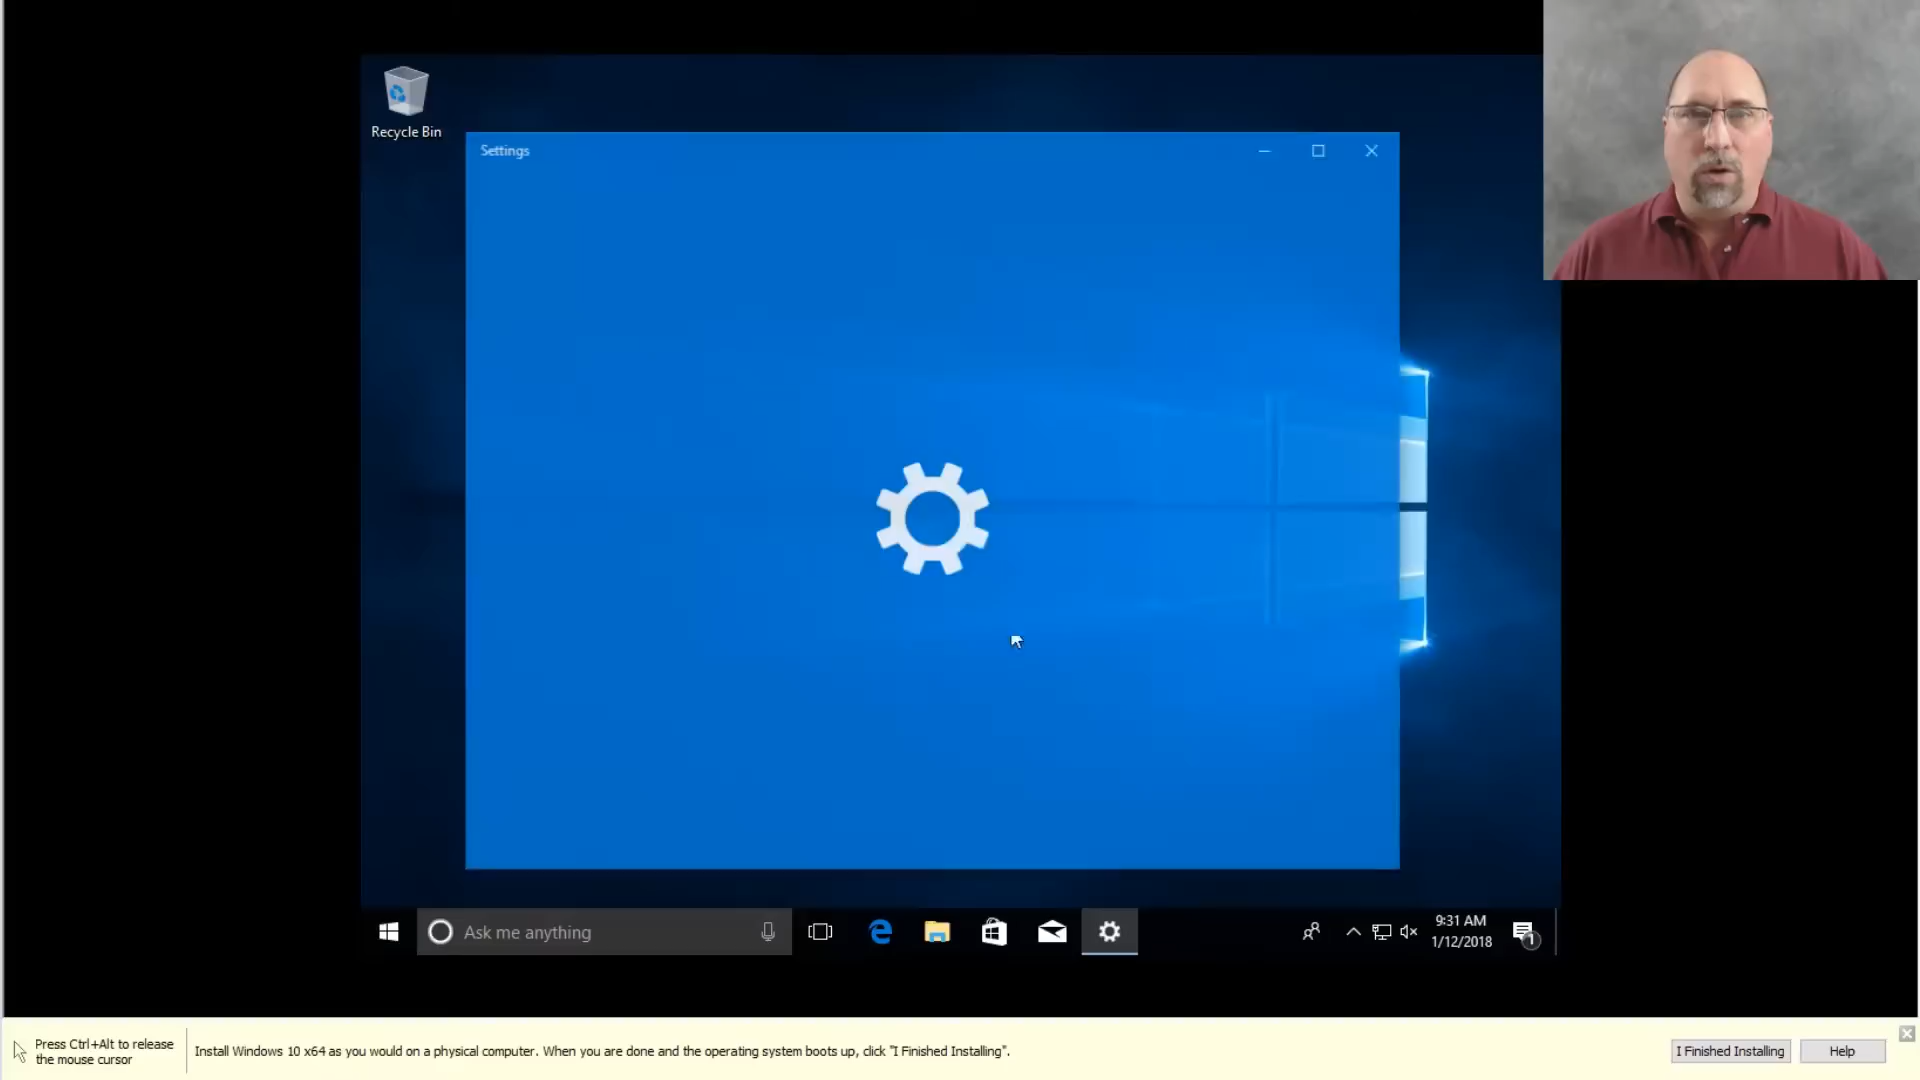 Recycle Bin
Settings
Ask me anything
9:31 AM
1/12/2018
1
Press Ctrl+Alt to release
the mouse cursor
Install Windows 10 x64 as you would on a physical computer. When you are done and the operating system boots up, click "I Finished Installing".
I Finished Installing
Help